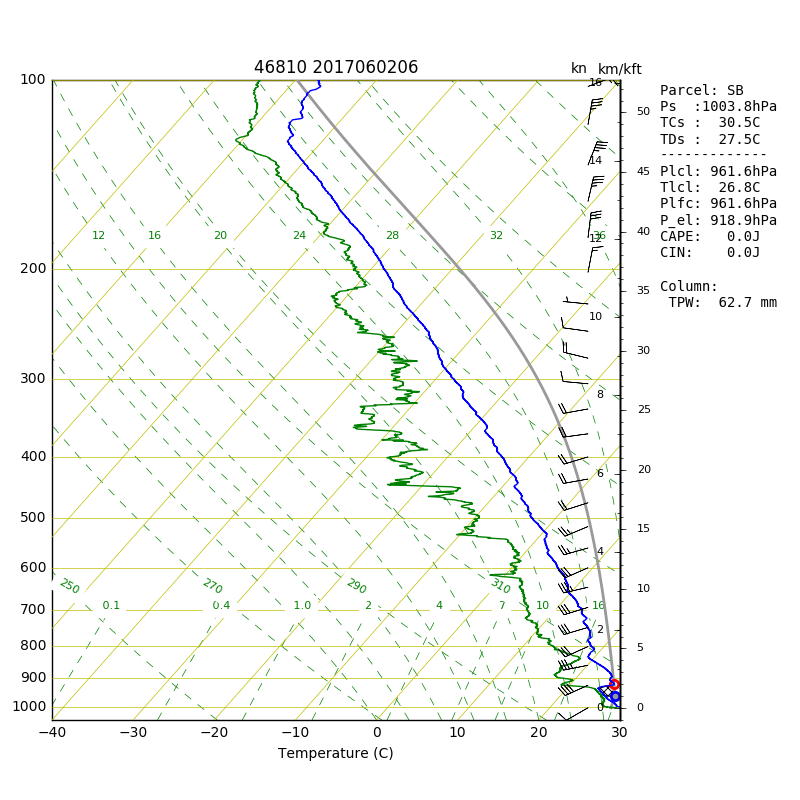 46810 2017060206
kn km/kft
Parcel: SB
Ps :1003.8hPa
TCs : 30.5C
TDs : 27.5C
-------------
Plcl: 961.6hPa
Tlcl: 26.8C
Plfc: 961.6hPa
P_el: 918.9hPa
CAPE: 0.0J
CIN: 0.0J
Column:
TPW: 62.7 mm
100
200
300
400
500
600
700
800
900
1000
12 16 20 24 28 32 36
250 270 290 310
0.1 0.4 1.0 2 4 7 10 16
16
14
12
10
8
6
4
2
0
50
45
40
35
30
25
20
15
10
5
0
−40 −30 −20 −10 0 10 20 30
Temperature (C)